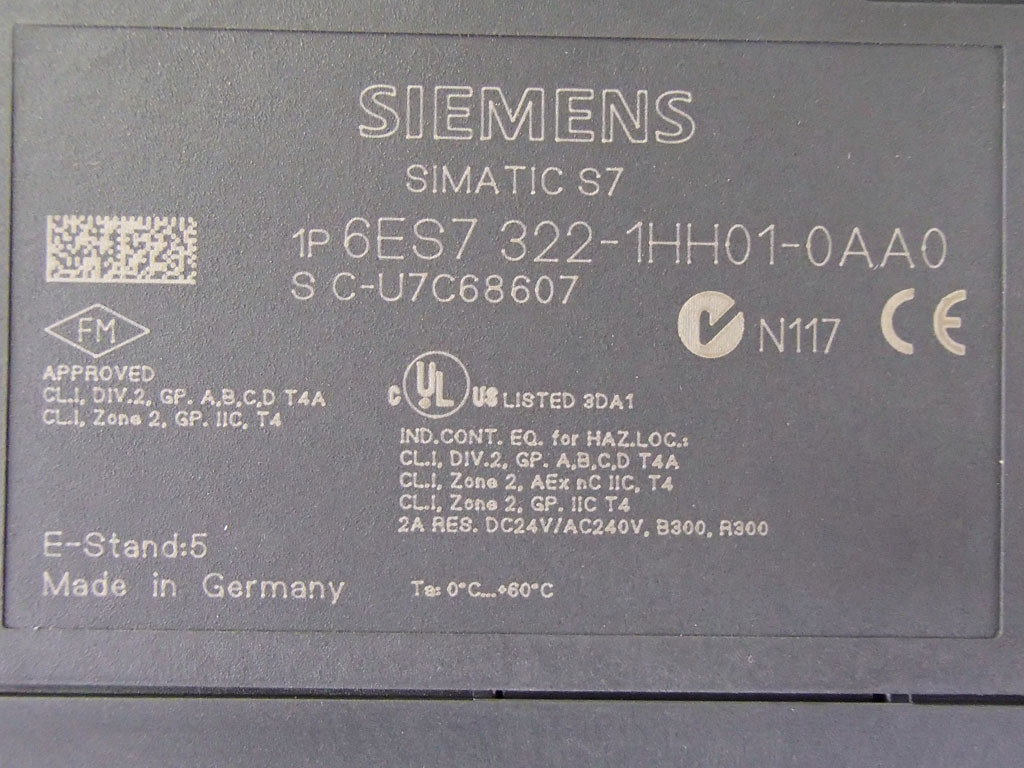 SIEMENS
SIMATIC S7
1P 6ES7 322-1HH01-0AA0
S C-U7C68607
N117 CE
FM
APPROVED
CL.I, DIV.2, GP. A,B,C,D T4A
CL.I, Zone 2, GP. IIC, T4
C UL US LISTED 3DA1
IND.CONT. EQ. for HAZ.LOC.:
CL.I, DIV.2, GP. A,B,C,D T4A
CL.I, Zone 2, AEx nC IIC, T4
CL.I, Zone 2, GP. IIC T4
2A RES. DC24V/AC240V, B300, R300
E-Stand:5
Made in Germany
Ta: 0°C...+60°C